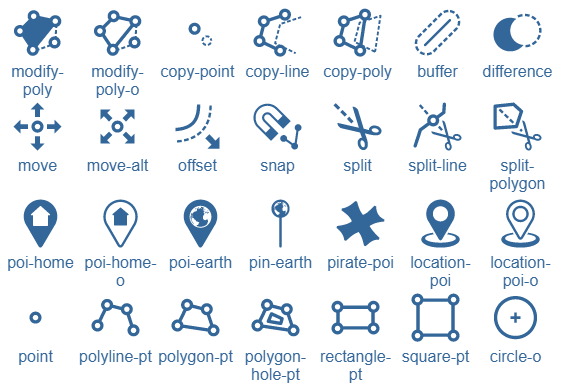 modify-poly modify-poly-o copy-point copy-line copy-poly buffer difference
move move-alt offset snap split split-line split-polygon
poi-home poi-home-o poi-earth pin-earth pirate-poi location-poi location-poi-o
point polyline-pt polygon-pt polygon-hole-pt rectangle-pt square-pt circle-o